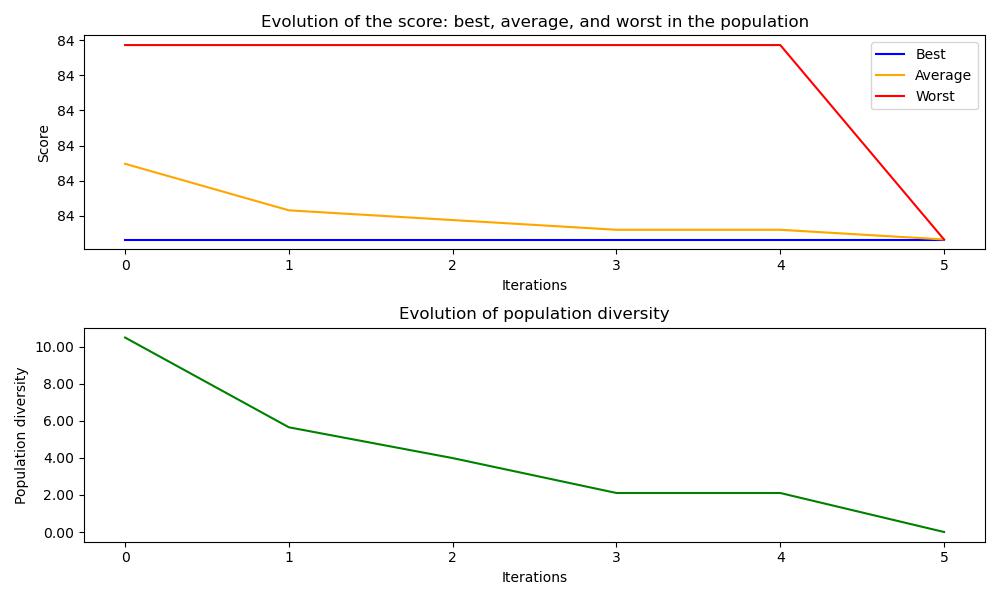 Evolution of the score: best, average, and worst in the population
84
84
84
84
84
84
Score
Best
Average
Worst
0 1 2 3 4 5
Iterations
Evolution of population diversity
10.00
8.00
6.00
4.00
2.00
0.00
Population diversity
0 1 2 3 4 5
Iterations